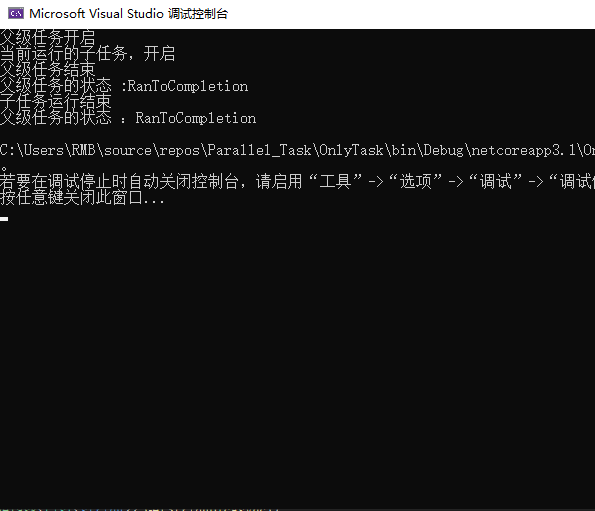 Microsoft Visual Studio 调试控制台
父级任务开启
当前运行的子任务，开启
父级任务结束
父级任务的状态 :RanToCompletion
子任务运行结束
父级任务的状态 ：RanToCompletion
C:\Users\RMB\source\repos\Parallel_Task\OnlyTask\bin\Debug\netcoreapp3.1\On
。
若要在调试停止时自动关闭控制台，请启用“工具”->“选项”->“调试”->“调试
按任意键关闭此窗口...